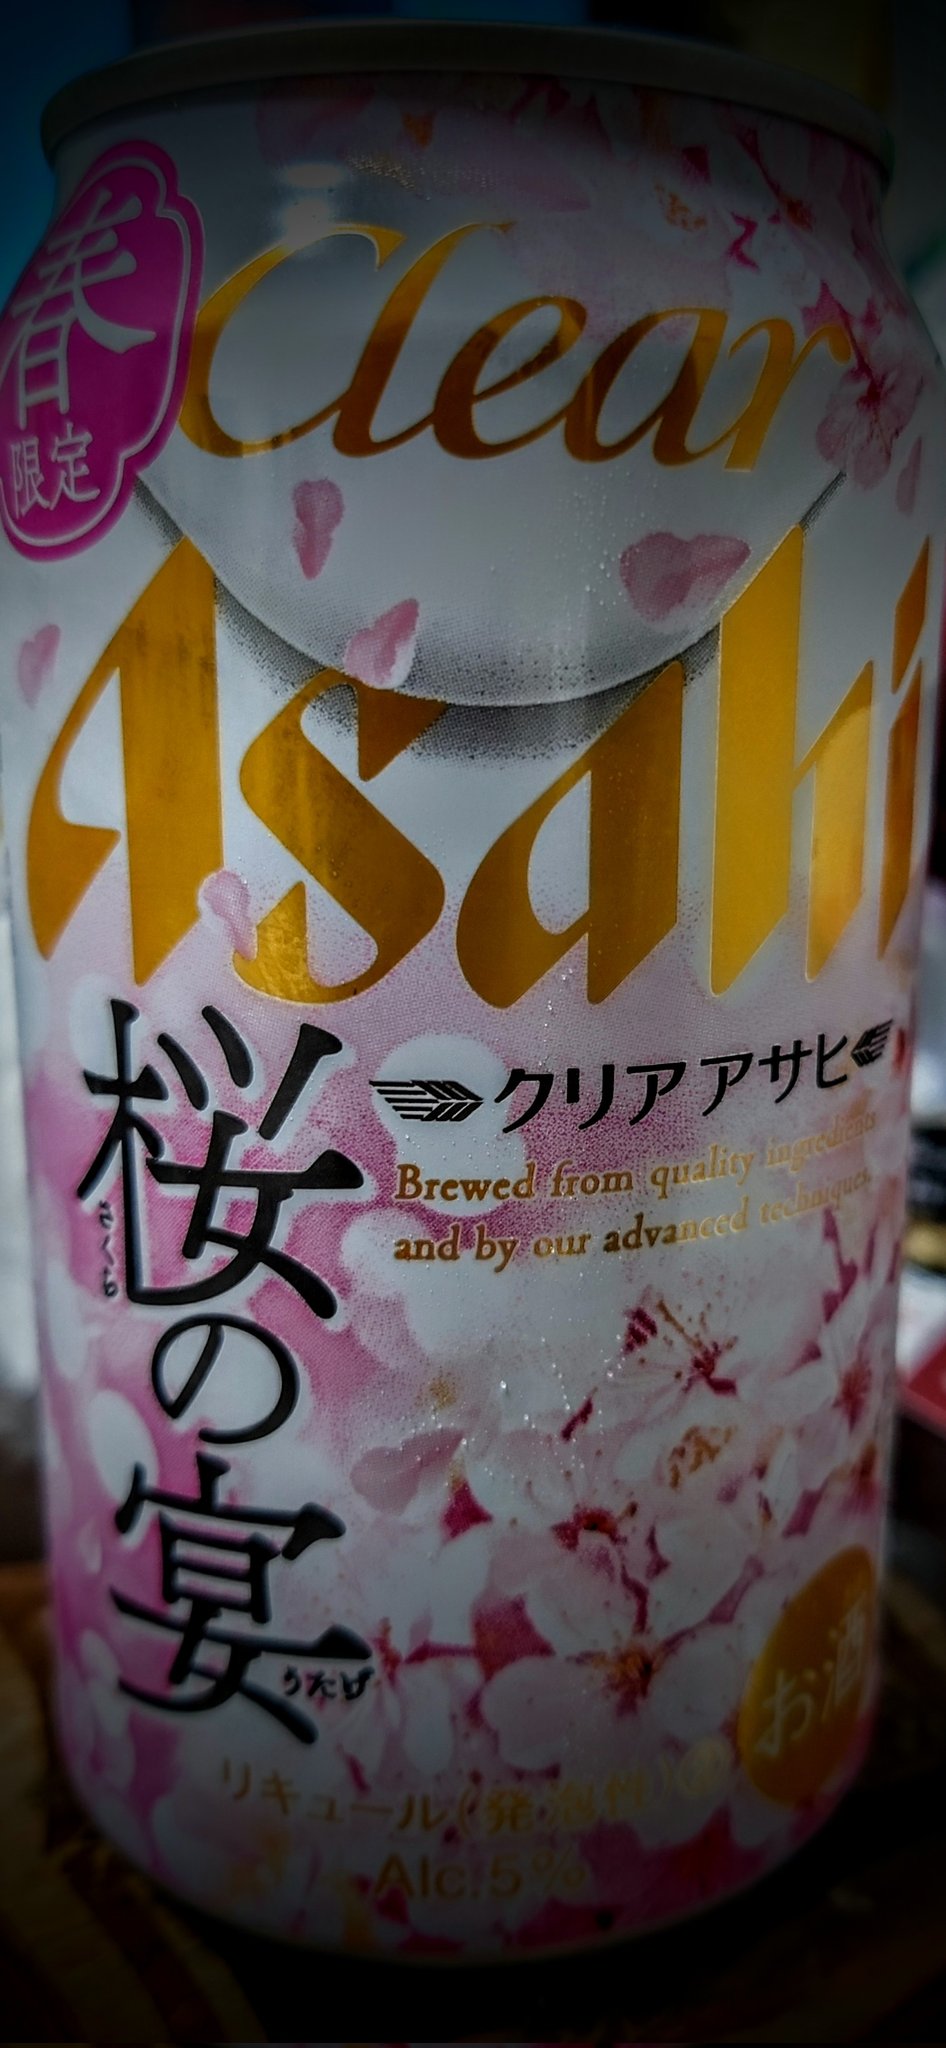 春
限定
Clear
Asahi
クリア アサヒ
Brewed from quality ingredients
and by our advanced techniques.
桜の宴
さくら
うたげ
お酒
リキュール(発泡性)①
Alc.5%